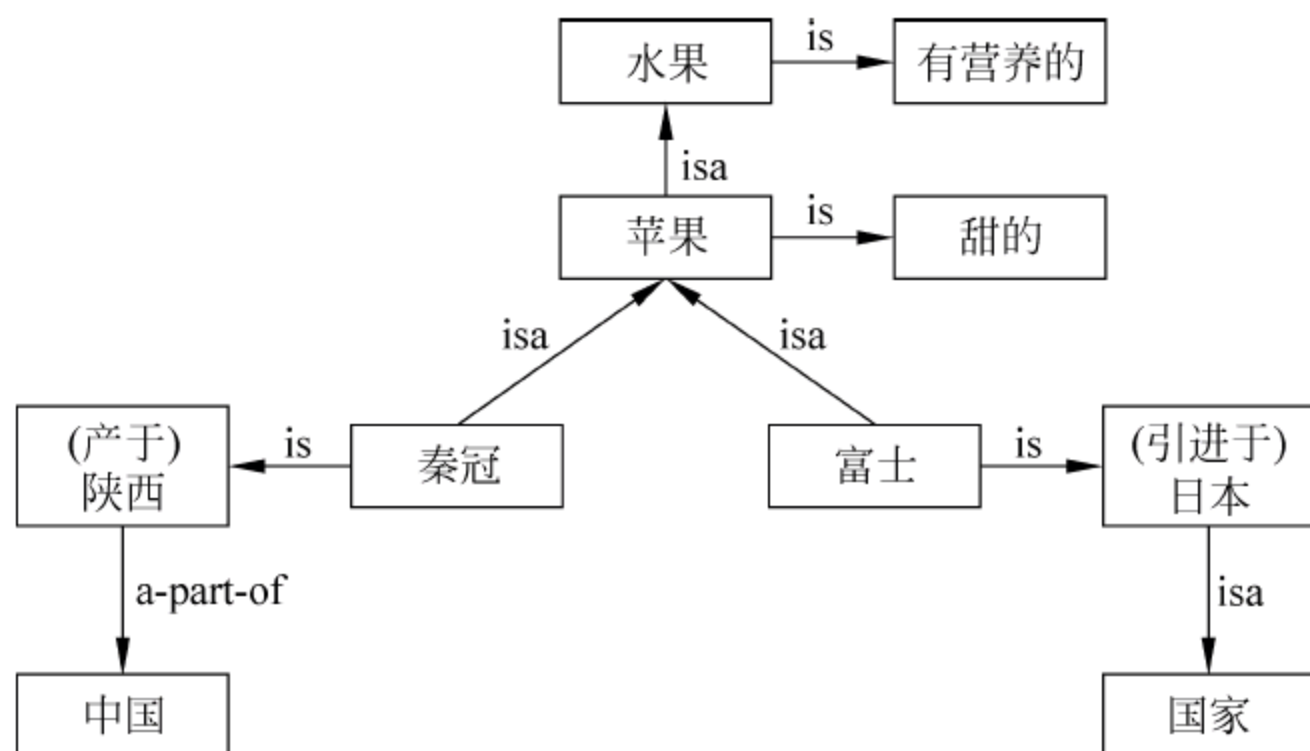 水果
is
有营养的
isa
苹果
is
甜的
isa
isa
(产于)
陕西
is
秦冠
富士
is
(引进于)
日本
a-part-of
isa
中国
国家